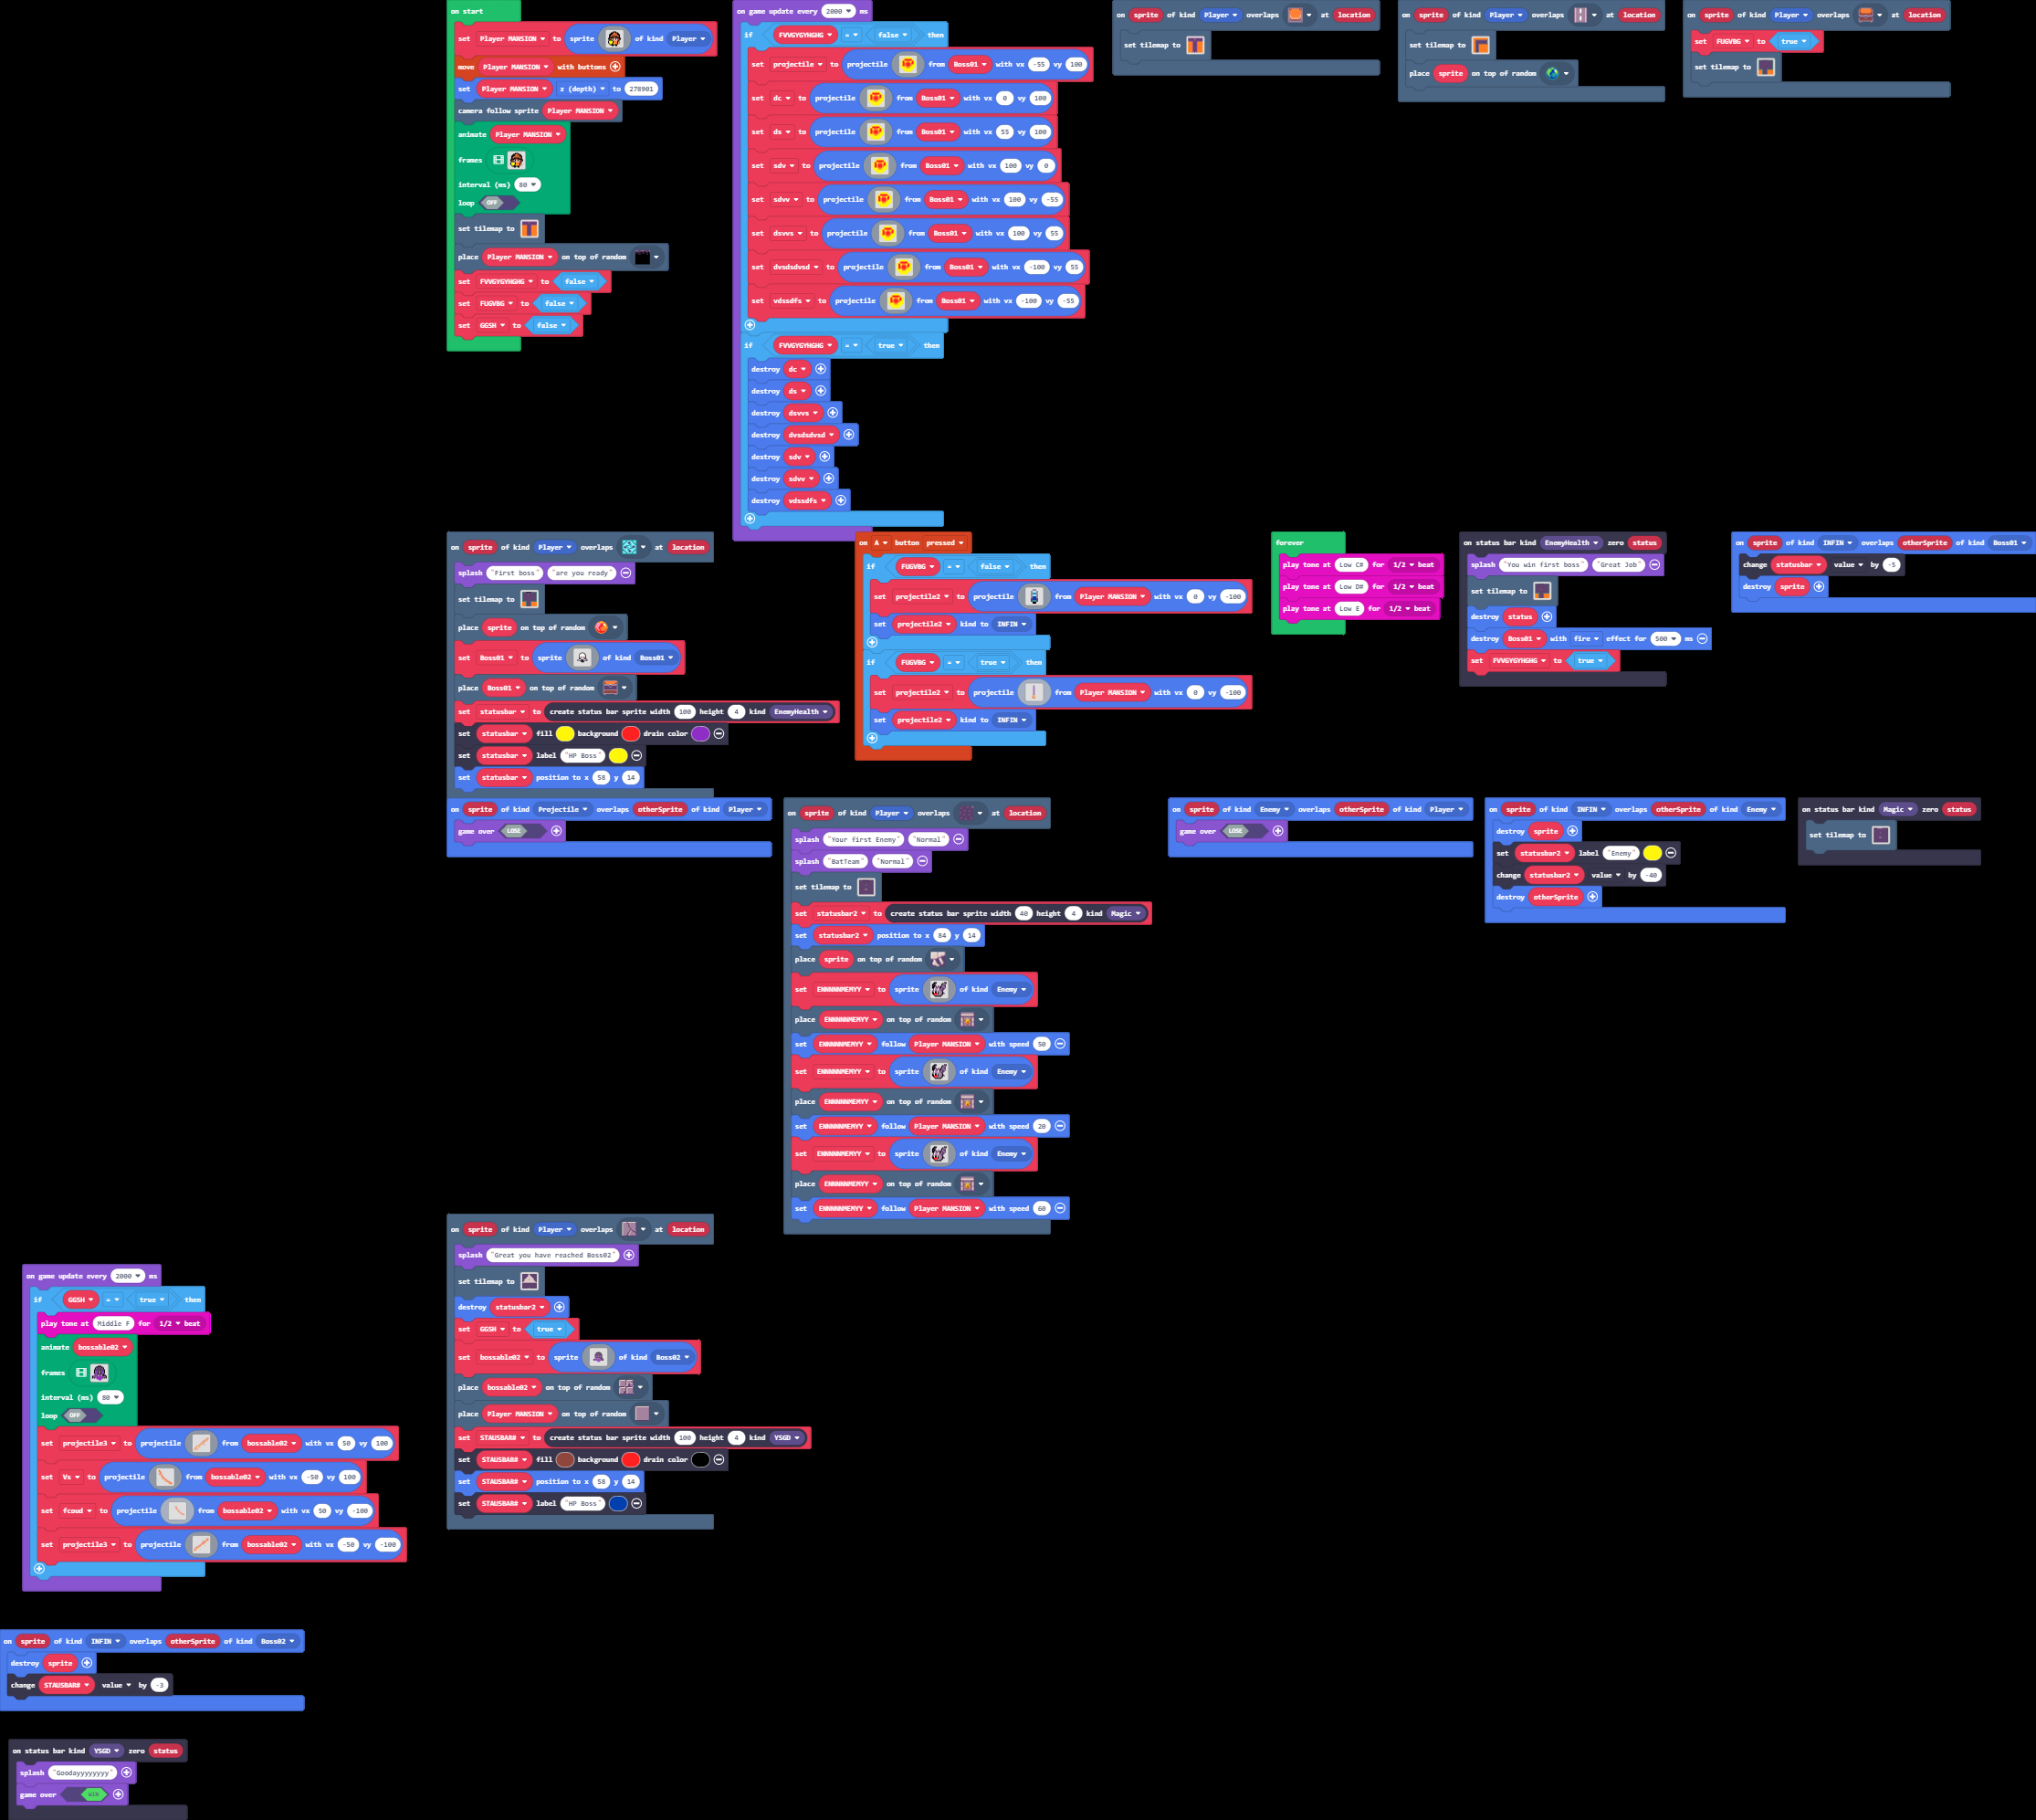 on start
set Player MANSION to sprite of kind Player
move Player MANSION with buttons
set Player MANSION z (depth) to 278901
camera follow sprite Player MANSION
animate Player MANSION
frames
interval (ms) 80
loop OFF
set tilemap to
place Player MANSION on top of random
set FVVGYGYHGHG to false
set FUGVBG to false
set GGSH to false
on game update every 2000 ms
if FVVGYGYHGHG = false then
set projectile to projectile from Boss01 with vx -55 vy 100
set dc to projectile from Boss01 with vx 0 vy 100
set ds to projectile from Boss01 with vx 55 vy 100
set sdv to projectile from Boss01 with vx 100 vy 0
set sdvv to projectile from Boss01 with vx 100 vy -55
set dsvvs to projectile from Boss01 with vx 100 vy 55
set dvsdsdvsd to projectile from Boss01 with vx -100 vy 55
set vdssdfs to projectile from Boss01 with vx -100 vy -55
if FVVGYGYHGHG = true then
destroy dc
destroy ds
destroy dsvvs
destroy dvsdsdvsd
destroy sdv
destroy sdvv
destroy vdssdfs
on sprite of kind Player overlaps at location
set tilemap to
on sprite of kind Player overlaps at location
set tilemap to
place sprite on top of random
on sprite of kind Player overlaps at location
set FUGVBG to true
set tilemap to
on sprite of kind Player overlaps at location
splash "First boss" "are you ready"
set tilemap to
place sprite on top of random
set Boss01 to sprite of kind Boss01
place Boss01 on top of random
set statusbar to create status bar sprite width 100 height 4 kind EnemyHealth
set statusbar fill background drain color
set statusbar label "HP Boss"
set statusbar position to x 58 y 14
on A button pressed
if FUGVBG = false then
set projectile2 to projectile from Player MANSION with vx 0 vy -100
set projectile2 kind to INFIN
if FUGVBG = true then
set projectile2 to projectile from Player MANSION with vx 0 vy -100
set projectile2 kind to INFIN
forever
play tone at Low C# for 1/2 beat
play tone at Low D# for 1/2 beat
play tone at Low E for 1/2 beat
on status bar kind EnemyHealth zero status
splash "You win first boss" "Great Job"
set tilemap to
destroy status
destroy Boss01 with fire effect for 500 ms
set FVVGYGYHGHG to true
on sprite of kind INFIN overlaps otherSprite of kind Boss01
change statusbar value by -5
destroy sprite
on sprite of kind Projectile overlaps otherSprite of kind Player
game over LOSE
on sprite of kind Player overlaps at location
splash "Your first Enemy" "Normal"
splash "BatTeam" "Normal"
set tilemap to
set statusbar2 to create status bar sprite width 40 height 4 kind Magic
set statusbar2 position to x 84 y 14
place sprite on top of random
set ENNNNNMEMYY to sprite of kind Enemy
place ENNNNNMEMYY on top of random
set ENNNNNMEMYY follow Player MANSION with speed 50
set ENNNNNMEMYY to sprite of kind Enemy
place ENNNNNMEMYY on top of random
set ENNNNNMEMYY follow Player MANSION with speed 20
set ENNNNNMEMYY to sprite of kind Enemy
place ENNNNNMEMYY on top of random
set ENNNNNMEMYY follow Player MANSION with speed 60
on sprite of kind Enemy overlaps otherSprite of kind Player
game over LOSE
on sprite of kind INFIN overlaps otherSprite of kind Enemy
destroy sprite
set statusbar2 label "Enemy"
change statusbar2 value by -40
destroy otherSprite
on status bar kind Magic zero status
set tilemap to
on sprite of kind Player overlaps at location
splash "Great you have reached Boss02"
set tilemap to
destroy statusbar2
set GGSH to true
set bossable02 to sprite of kind Boss02
place bossable02 on top of random
place Player MANSION on top of random
set STAUSBAR# to create status bar sprite width 100 height 4 kind YSGD
set STAUSBAR# fill background drain color
set STAUSBAR# position to x 58 y 14
set STAUSBAR# label "HP Boss"
on game update every 2000 ms
if GGSH = true then
play tone at Middle F for 1/2 beat
animate bossable02
frames
interval (ms) 80
loop OFF
set projectile3 to projectile from bossable02 with vx 50 vy 100
set Vs to projectile from bossable02 with vx -50 vy 100
set fcoud to projectile from bossable02 with vx 50 vy -100
set projectile3 to projectile from bossable02 with vx -50 vy -100
on sprite of kind INFIN overlaps otherSprite of kind Boss02
destroy sprite
change STAUSBAR# value by -3
on status bar kind YSGD zero status
splash "Goodayyyyyyyy"
game over WIN